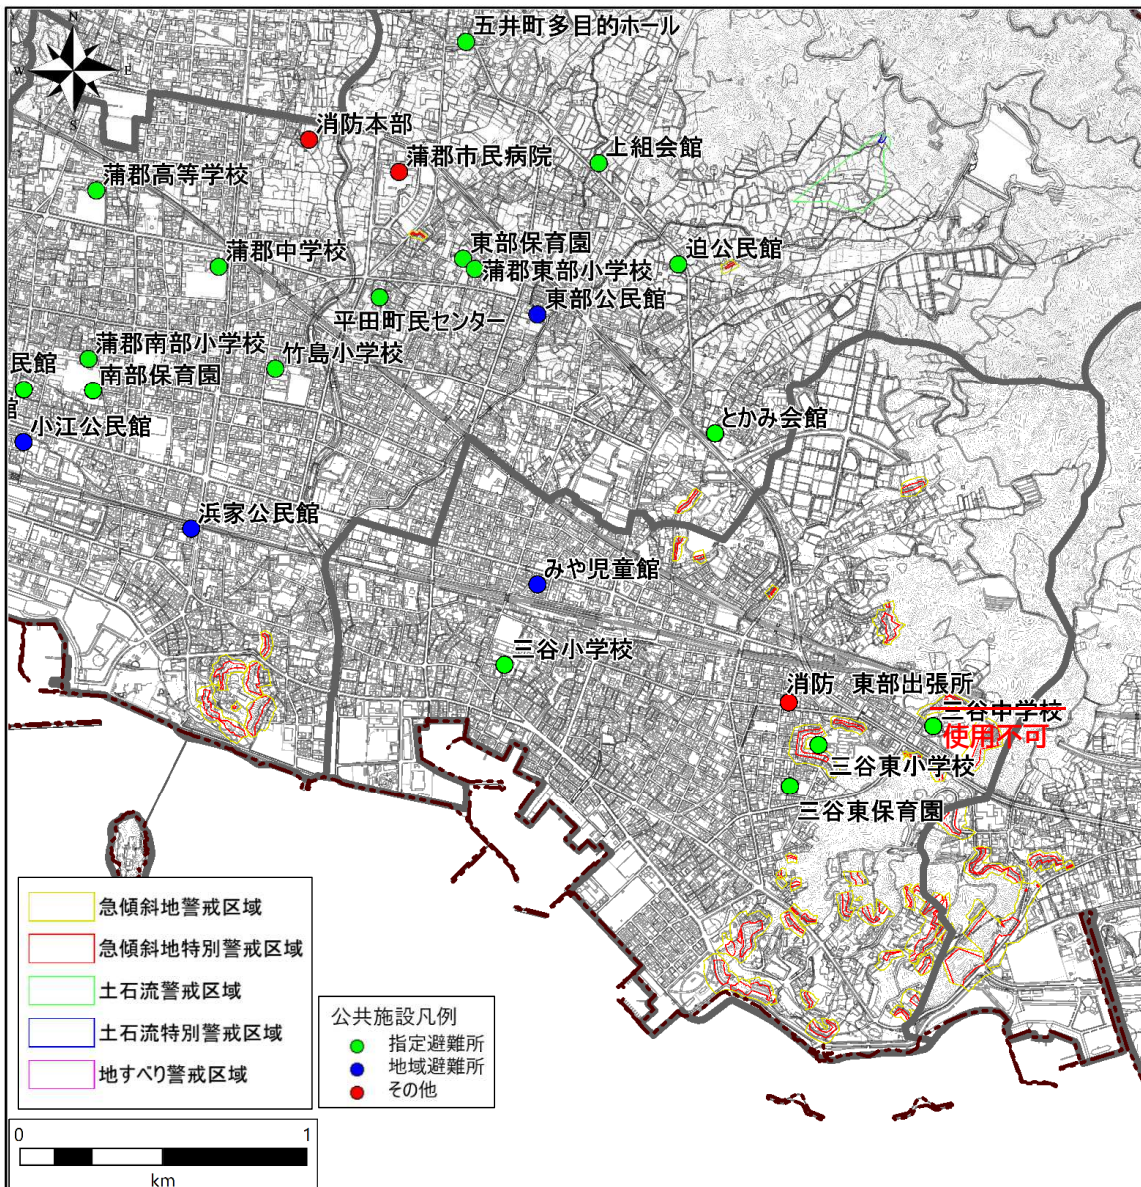 五井町多目的ホール
N
W
E
S
消防本部
蒲郡市民病院
上組会館
蒲郡高等学校
東部保育園
迫公民館
蒲郡中学校
蒲郡東部小学校
東部公民館
平田町民センター
蒲郡南部小学校
竹島小学校
民館
南部保育園
館
小江公民館
とかみ会館
浜家公民館
みや児童館
三谷小学校
消防 東部出張所
三谷中学校
使用不可
三谷東小学校
三谷東保育園
急傾斜地警戒区域
急傾斜地特別警戒区域
土石流警戒区域
土石流特別警戒区域
地すべり警戒区域
公共施設凡例
指定避難所
地域避難所
その他
0 1
km